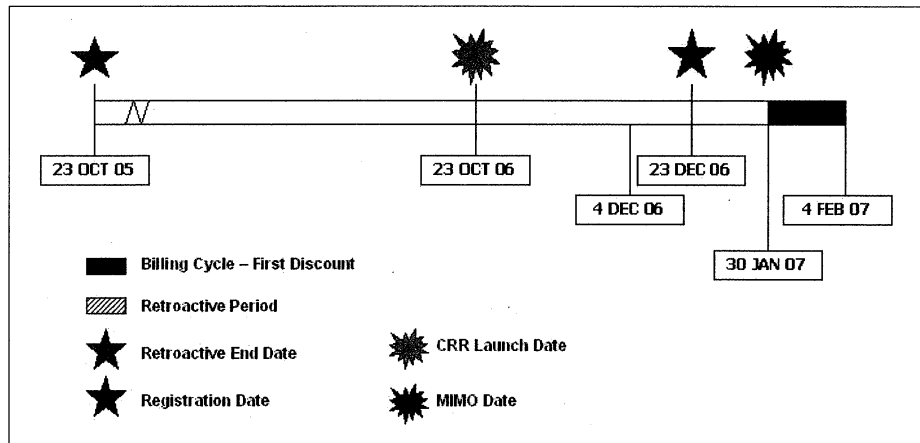 23 OCT 05
23 OCT 06
23 DEC 06
4 DEC 06
4 FEB 07
30 JAN 07
Billing Cycle – First Discount
Retroactive Period
Retroactive End Date
CRR Launch Date
Registration Date
MIMO Date